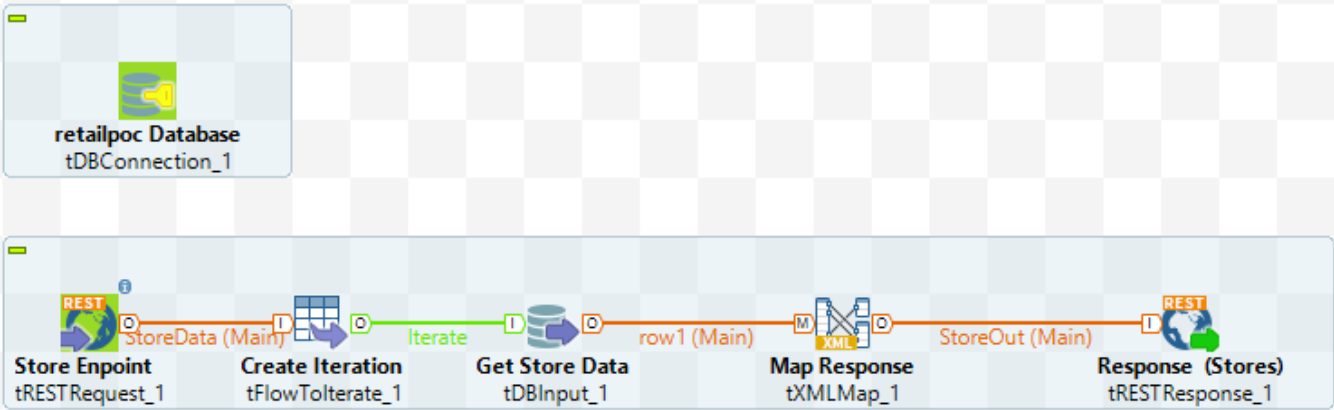 retailpoc Database
tDBConnection_1
REST
O
StoreData (Main)
I
O
Iterate
I
O
row1 (Main)
M
XML
O
StoreOut (Main)
I
REST
Store Enpoint
Create Iteration
Get Store Data
Map Response
Response (Stores)
tRESTRequest_1
tFlowToIterate_1
tDBInput_1
tXMLMap_1
tRESTResponse_1